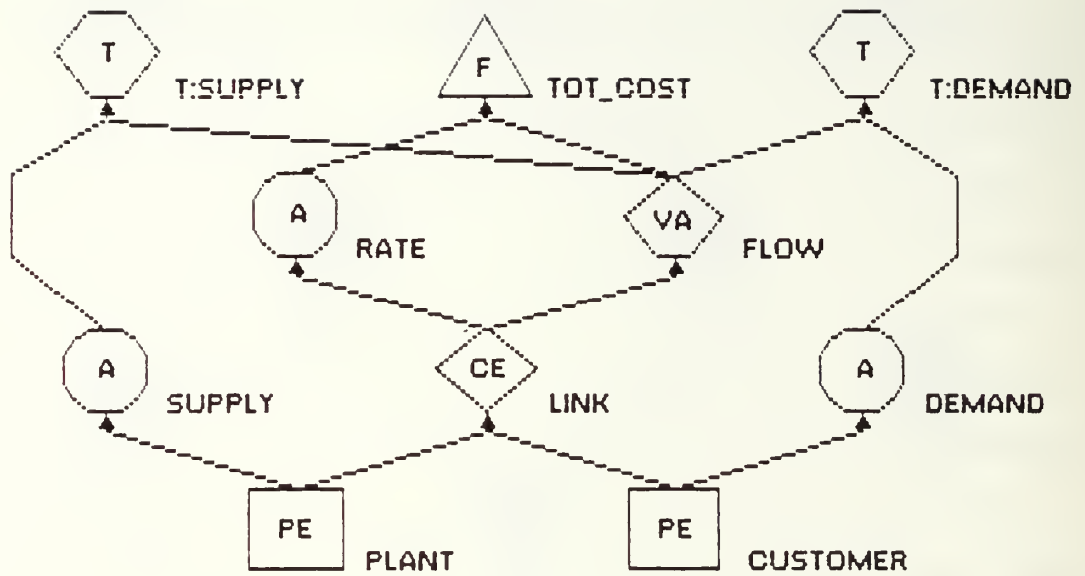 T F T
T:SUPPLY TOT_COST T:DEMAND
A VA
RATE FLOW
A CE A
SUPPLY LINK DEMAND
PE PE
PLANT CUSTOMER